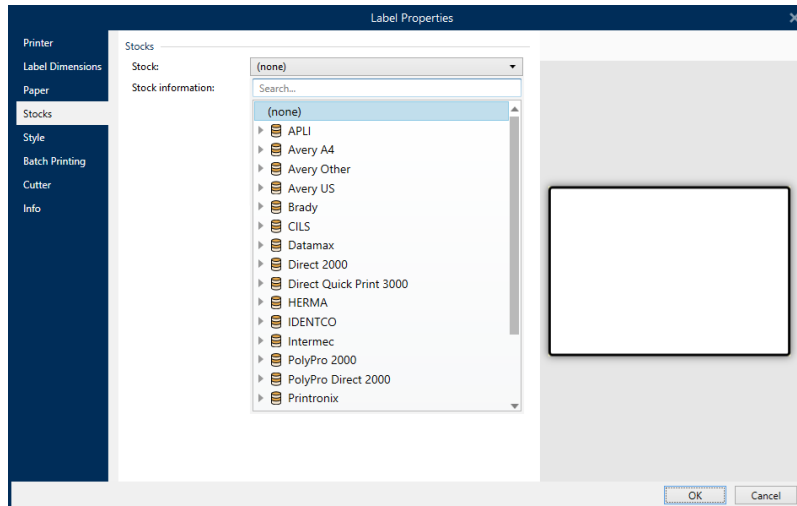 Label Properties
Printer
Label Dimensions
Paper
Stocks
Style
Batch Printing
Cutter
Info
Stocks
Stock:
(none)
Stock information:
Search...
(none)
APLI
Avery A4
Avery Other
Avery US
Brady
CILS
Datamax
Direct 2000
Direct Quick Print 3000
HERMA
IDENTCO
Intermec
PolyPro 2000
PolyPro Direct 2000
Printronix
OK
Cancel